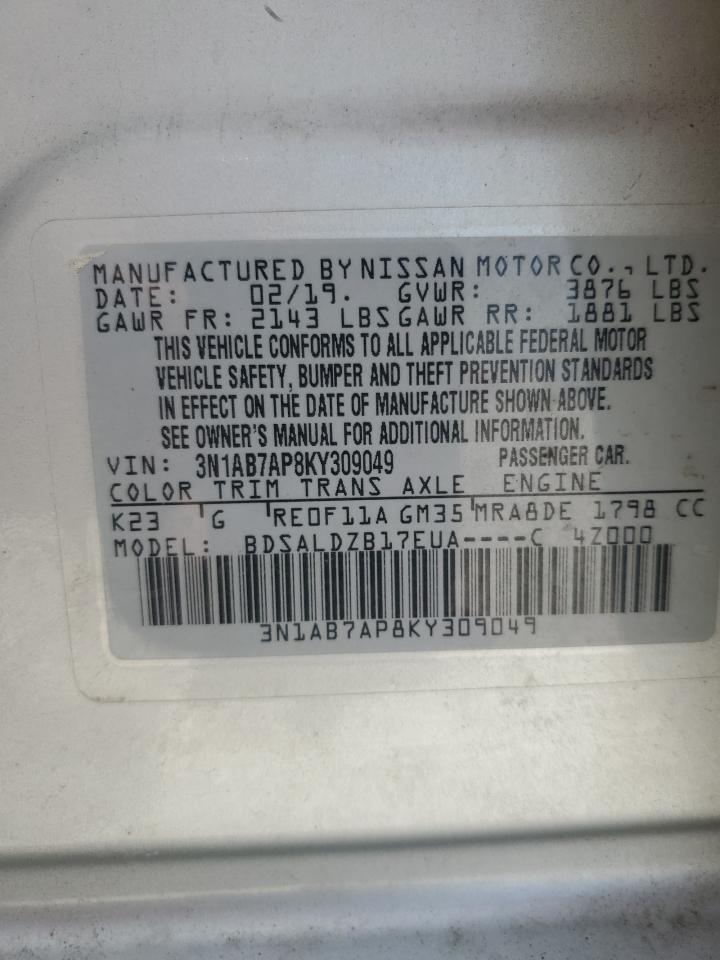 MANUFACTURED BY NISSAN MOTOR CO., LTD.
DATE: 02/19. GVWR: 3876 LBS
GAWR FR: 2143 LBS GAWR RR: 1881 LBS
THIS VEHICLE CONFORMS TO ALL APPLICABLE FEDERAL MOTOR
VEHICLE SAFETY, BUMPER AND THEFT PREVENTION STANDARDS
IN EFFECT ON THE DATE OF MANUFACTURE SHOWN ABOVE.
SEE OWNER'S MANUAL FOR ADDITIONAL INFORMATION.
VIN: 3N1AB7AP8KY309049 PASSENGER CAR.
COLOR TRIM TRANS AXLE ENGINE
K23 G RE0F11A GM35 MRA8DE 1798 CC
MODEL: BDSALDZB17EUA----C 4Z000
3N1AB7AP8KY309049